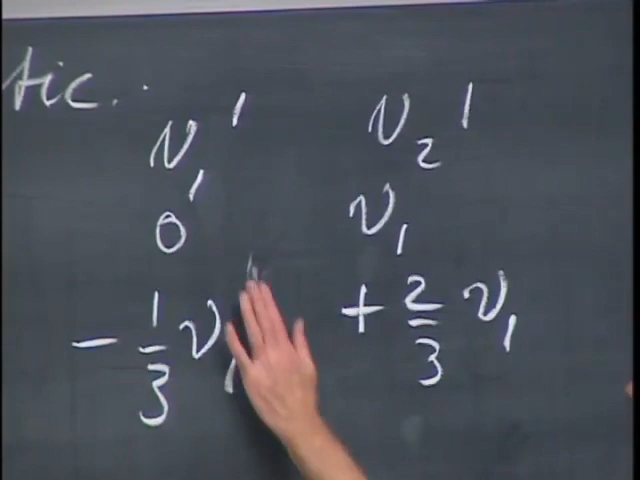 tic.
v₁' v₂'
0 v₁
- 1/3 v₁ + 2/3 v₁